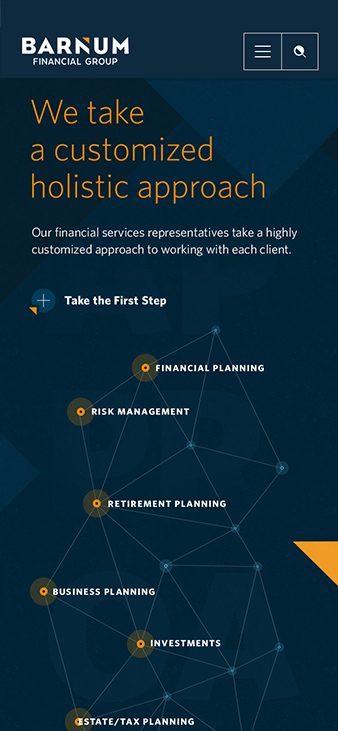 BARNUM
FINANCIAL GROUP
We take
a customized
holistic approach
Our financial services representatives take a highly
customized approach to working with each client.
Take the First Step
FINANCIAL PLANNING
RISK MANAGEMENT
RETIREMENT PLANNING
BUSINESS PLANNING
INVESTMENTS
ESTATE/TAX PLANNING